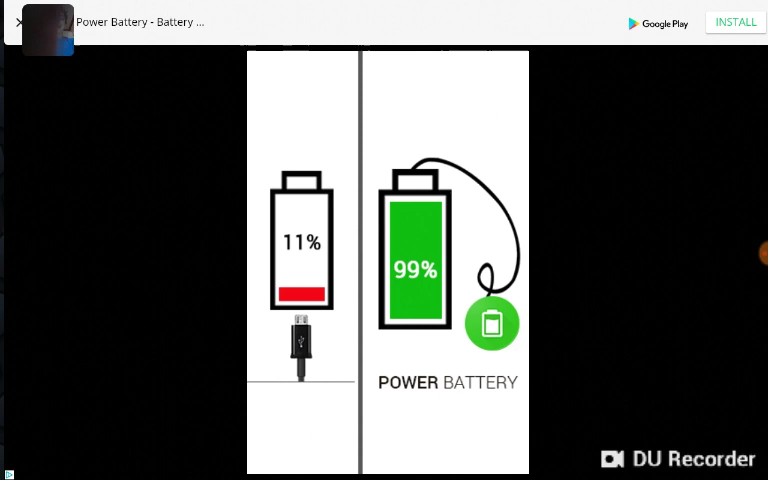 Power Battery - Battery ...
Google Play
INSTALL
11%
99%
POWER BATTERY
DU Recorder